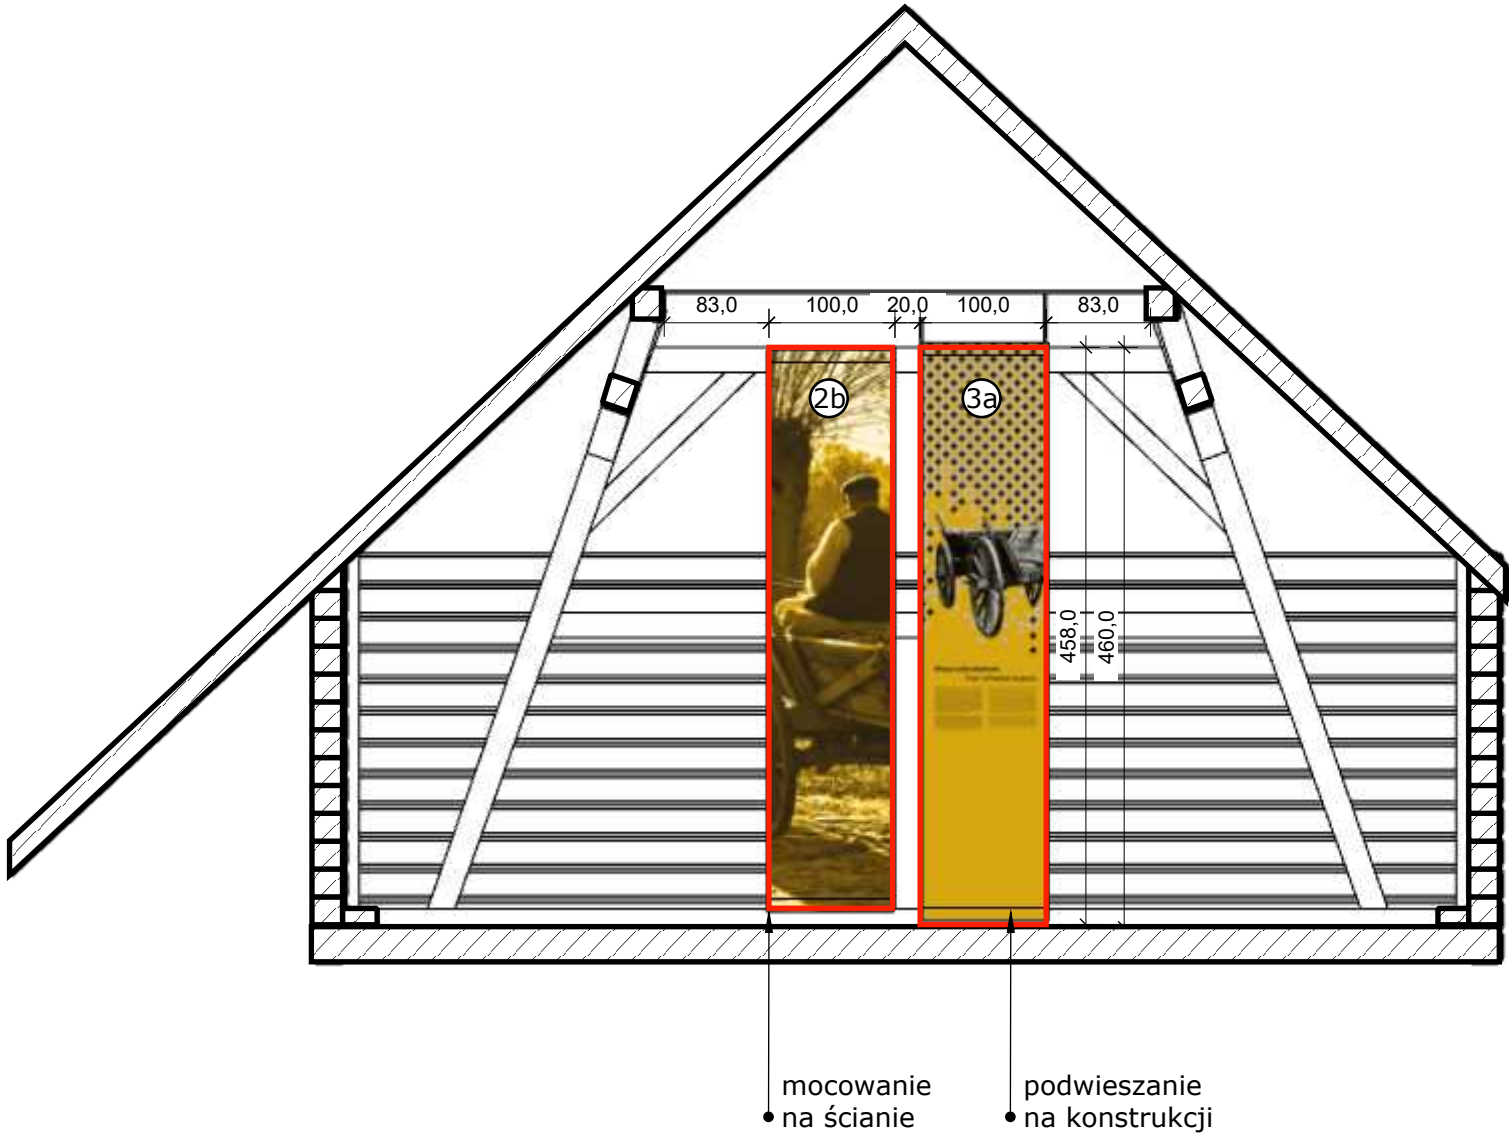 83,0 100,0 20,0 100,0 83,0
2b 3a
458,0 460,0
mocowanie
na ścianie
podwieszanie
na konstrukcji